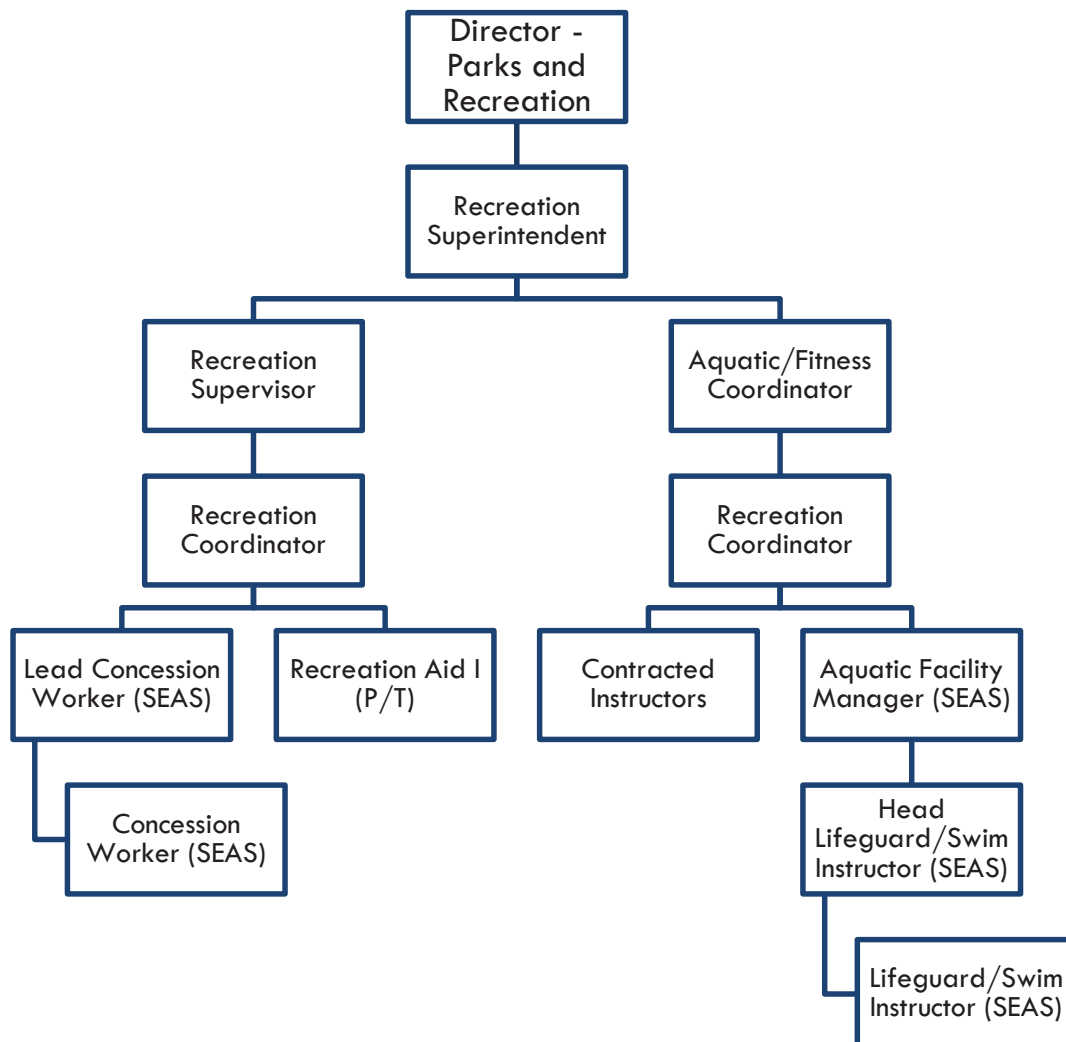 Director -
Parks and
Recreation
Recreation
Superintendent
Recreation
Supervisor
Aquatic/Fitness
Coordinator
Recreation
Coordinator
Recreation
Coordinator
Lead Concession
Worker (SEAS)
Recreation Aid I
(P/T)
Contracted
Instructors
Aquatic Facility
Manager (SEAS)
Concession
Worker (SEAS)
Head
Lifeguard/Swim
Instructor (SEAS)
Lifeguard/Swim
Instructor (SEAS)